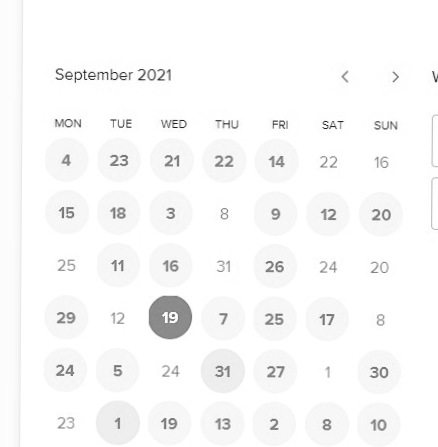 September 2021 < > W
MON TUE WED THU FRI SAT SUN
4 23 21 22 14 22 16
15 18 3 8 9 12 20
25 11 16 31 26 24 20
29 12 19 7 25 17 8
24 5 24 31 27 1 30
23 1 19 13 2 8 10